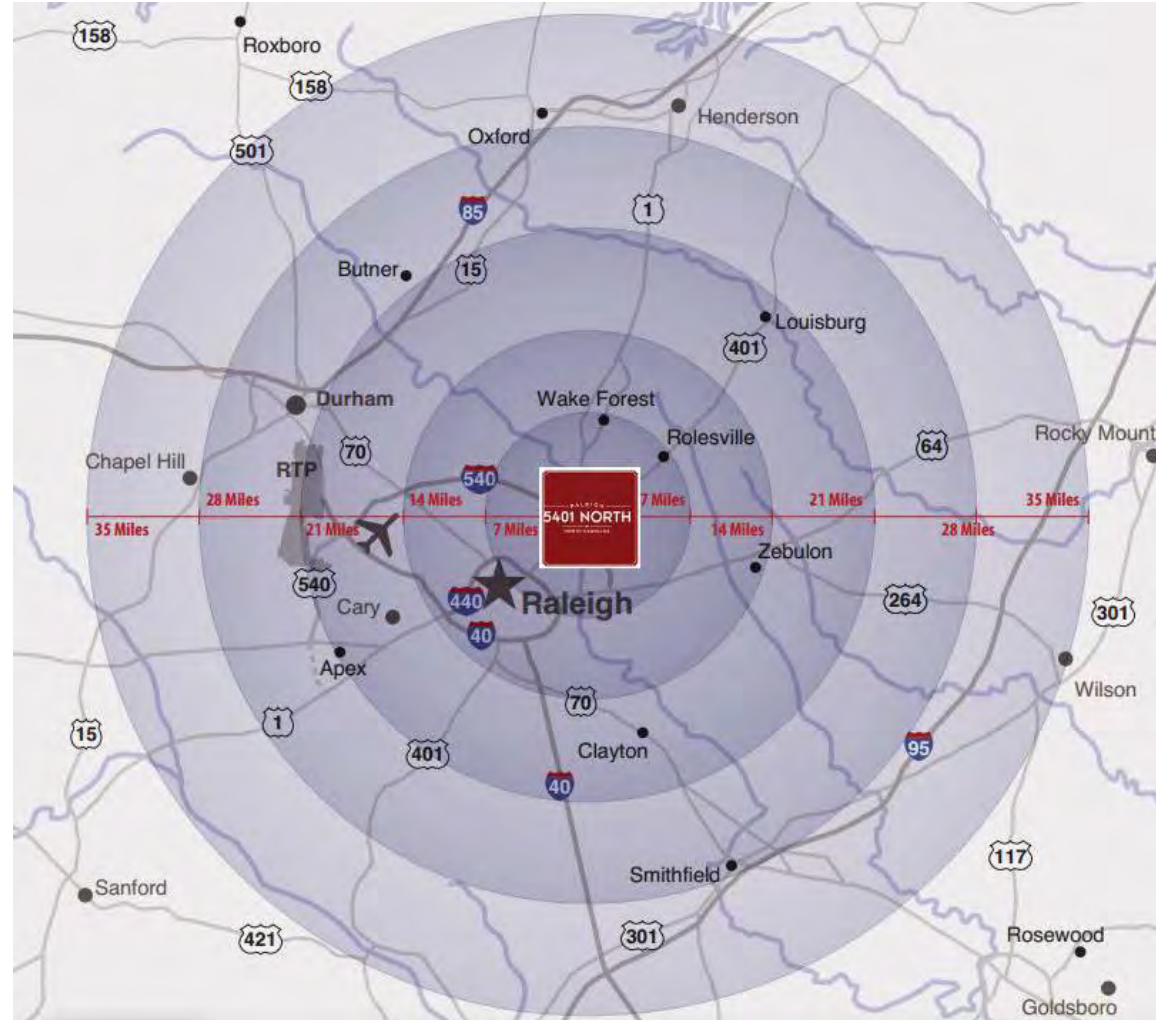 158
Roxboro
158
Oxford
Henderson
501
85
1
Butner
15
Louisburg
401
Durham
Wake Forest
Rolesville
70
64
Rocky Mount
Chapel Hill
RTP
540
28 Miles
14 Miles
7 Miles
21 Miles
35 Miles
35 Miles
21 Miles
7 Miles
14 Miles
28 Miles
RALEIGH
5401 NORTH
Zebulon
540
Cary
440
Raleigh
264
301
40
Apex
Wilson
15
1
70
401
Clayton
95
40
Smithfield
117
Sanford
421
301
Rosewood
Goldsboro